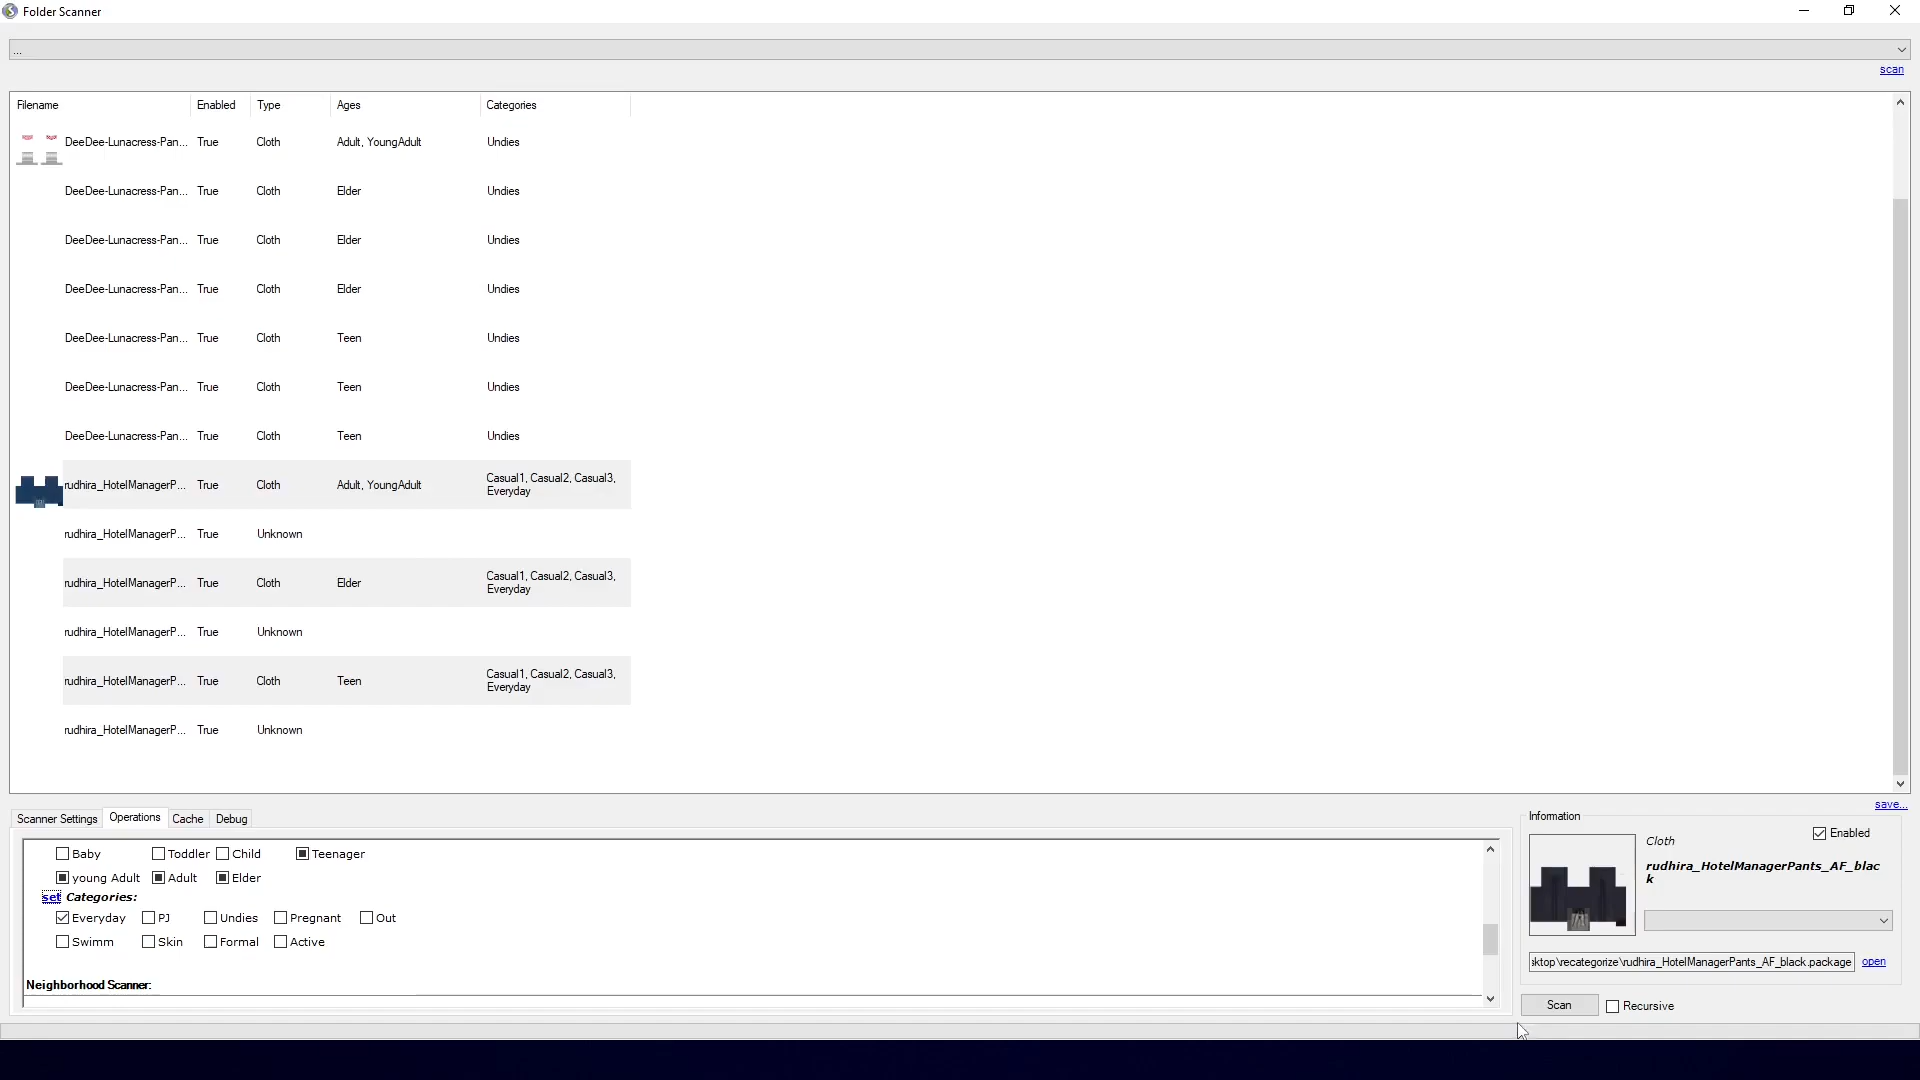 Folder Scanner
...
scan
Filename Enabled Type Ages Categories
DeeDee-Lunacress-Pan... True Cloth Adult, YoungAdult Undies
DeeDee-Lunacress-Pan... True Cloth Elder Undies
DeeDee-Lunacress-Pan... True Cloth Elder Undies
DeeDee-Lunacress-Pan... True Cloth Elder Undies
DeeDee-Lunacress-Pan... True Cloth Teen Undies
DeeDee-Lunacress-Pan... True Cloth Teen Undies
DeeDee-Lunacress-Pan... True Cloth Teen Undies
rudhira_HotelManagerP... True Cloth Adult, YoungAdult Casual1, Casual2, Casual3,
Everyday
rudhira_HotelManagerP... True Unknown
rudhira_HotelManagerP... True Cloth Elder Casual1, Casual2, Casual3,
Everyday
rudhira_HotelManagerP... True Unknown
rudhira_HotelManagerP... True Cloth Teen Casual1, Casual2, Casual3,
Everyday
rudhira_HotelManagerP... True Unknown
save...
Scanner Settings Operations Cache Debug
Baby Toddler Child Teenager
young Adult Adult Elder
set Categories:
Everyday PJ Undies Pregnant Out
Swimm Skin Formal Active
Neighborhood Scanner:
Information
Enabled
Cloth
rudhira_HotelManagerPants_AF_blac
k
sktop\recategorize\rudhira_HotelManagerPants_AF_black.package open
Scan Recursive